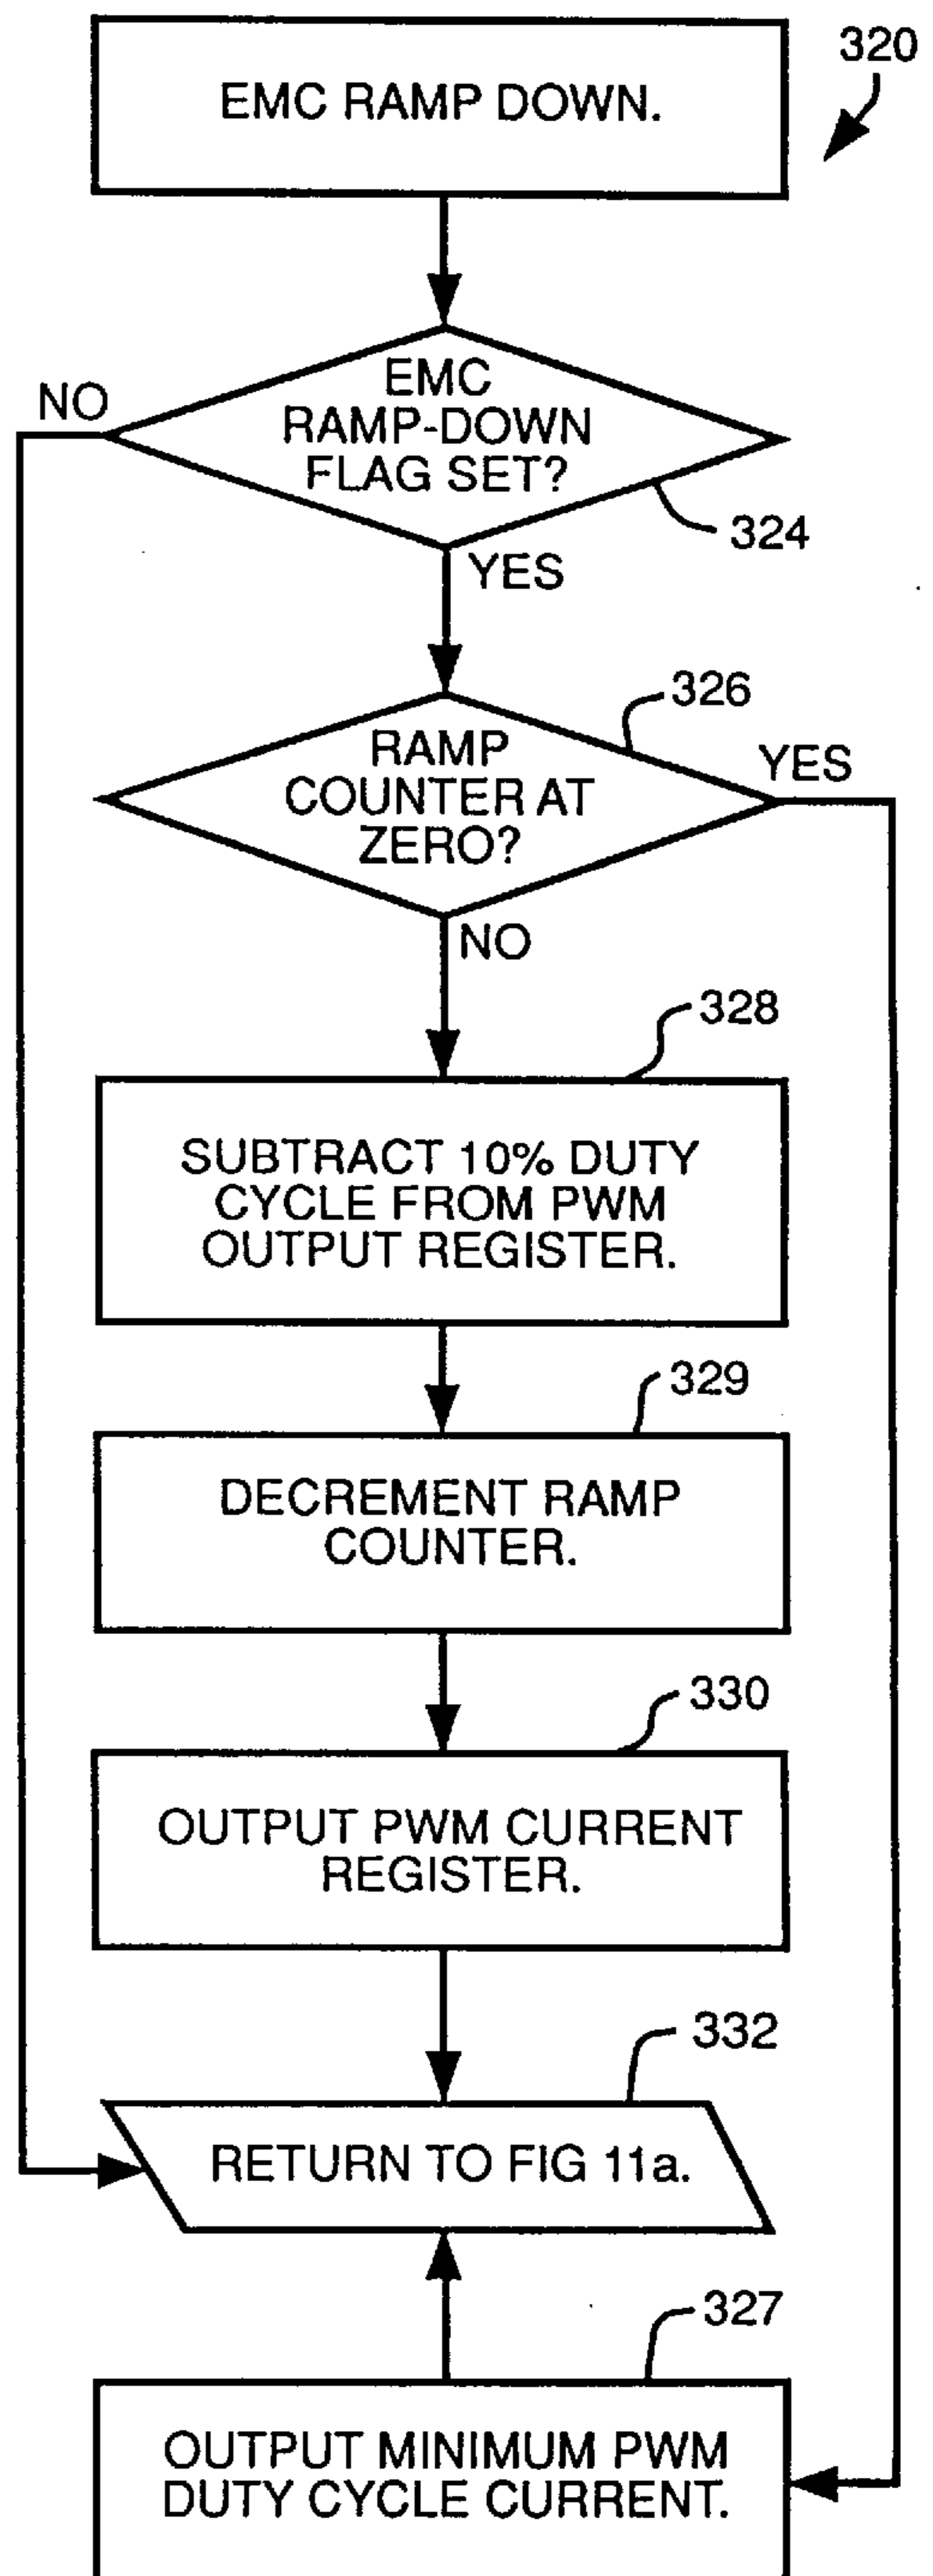 320
EMC RAMP DOWN.
NO
EMC
RAMP-DOWN
FLAG SET?
324
YES
326
RAMP
COUNTER AT
ZERO?
YES
NO
328
SUBTRACT 10% DUTY
CYCLE FROM PWM
OUTPUT REGISTER.
329
DECREMENT RAMP
COUNTER.
330
OUTPUT PWM CURRENT
REGISTER.
332
RETURN TO FIG 11a.
327
OUTPUT MINIMUM PWM
DUTY CYCLE CURRENT.